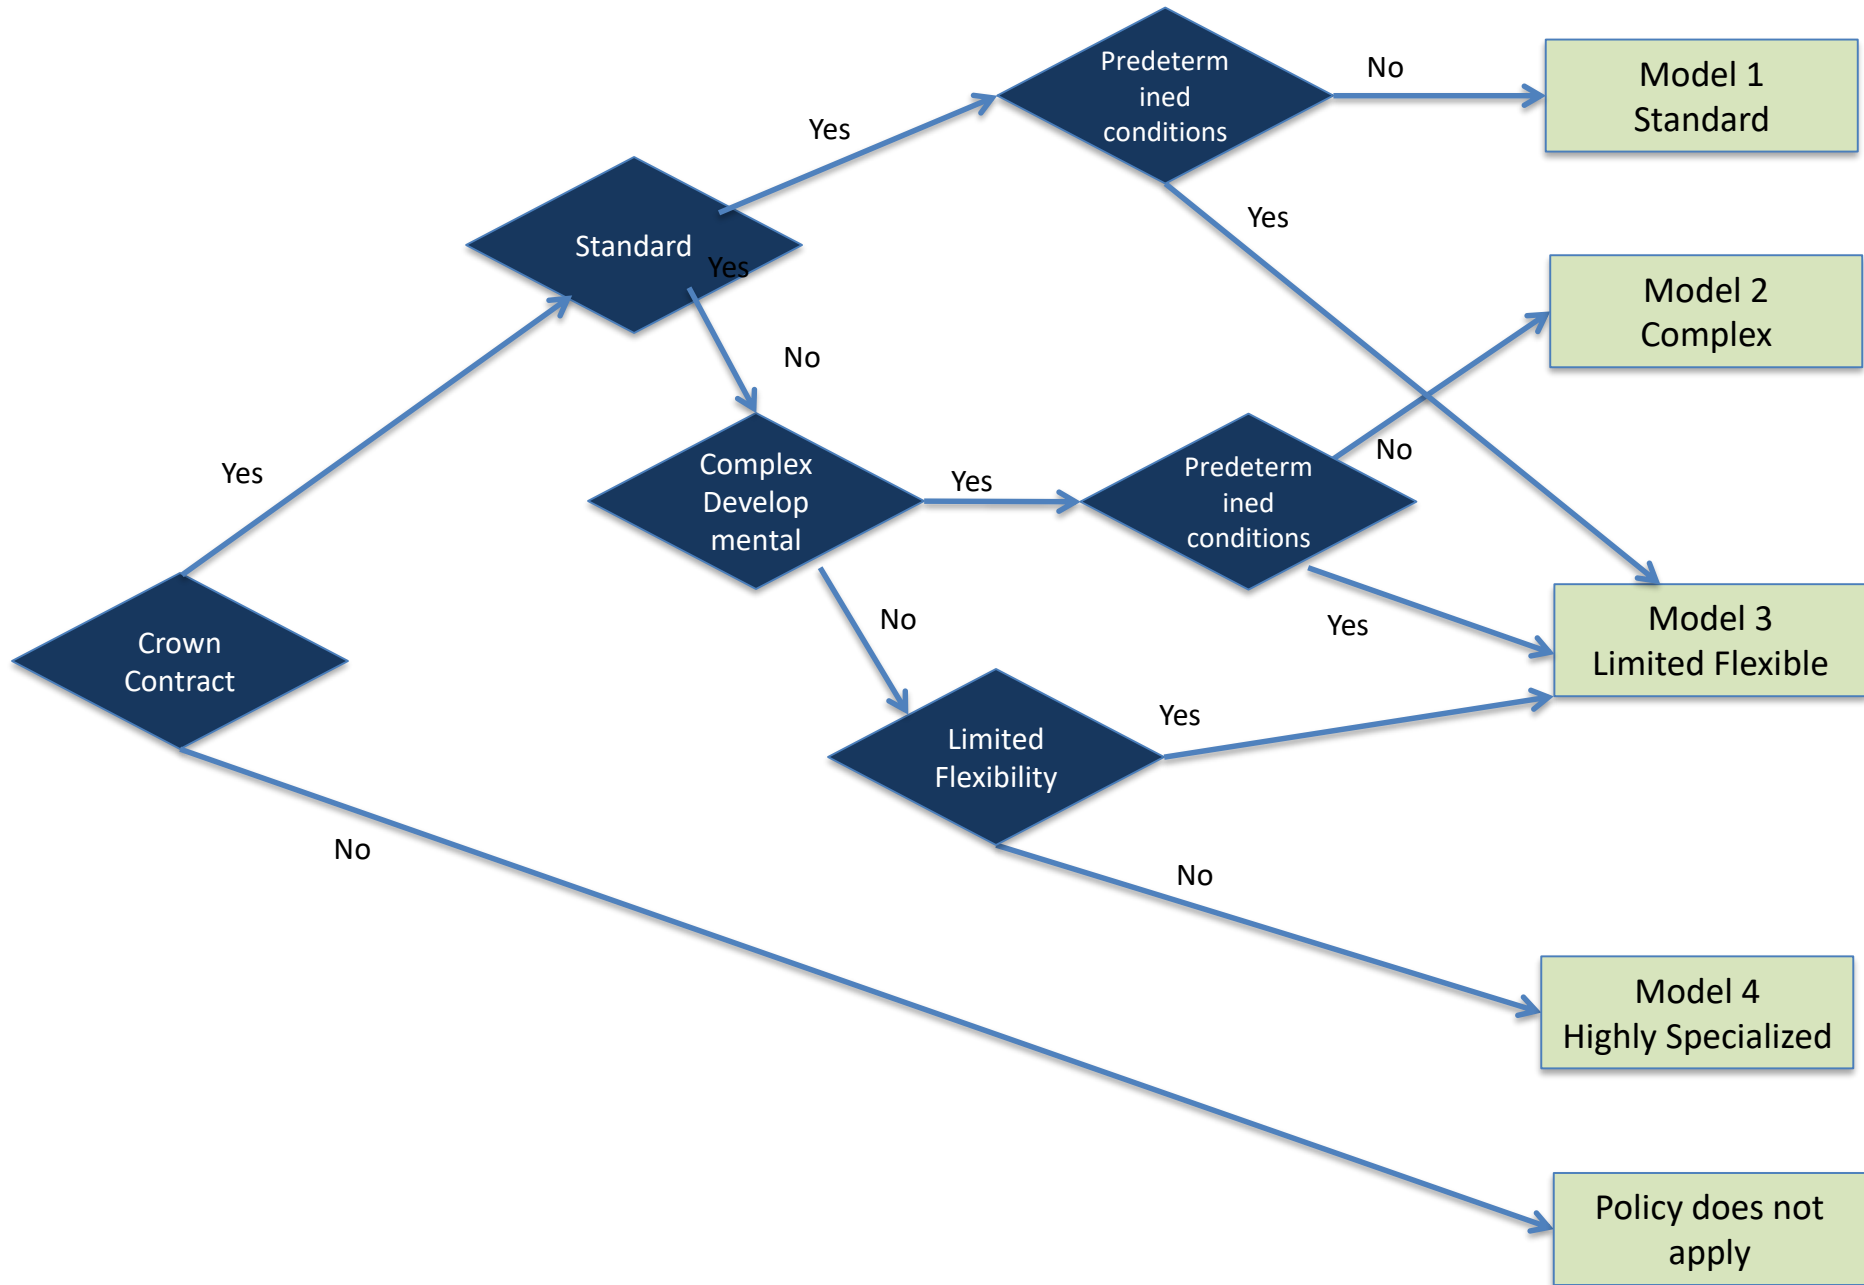 Predeterm
ined
conditions
No
Model 1
Standard
Yes
Standard
Yes
Yes
Model 2
Complex
No
Complex
Develop
mental
Yes
Predeterm
ined
conditions
No
Yes
Crown
Contract
No
Yes
Model 3
Limited Flexible
Limited
Flexibility
Yes
No
No
Model 4
Highly Specialized
Policy does not
apply